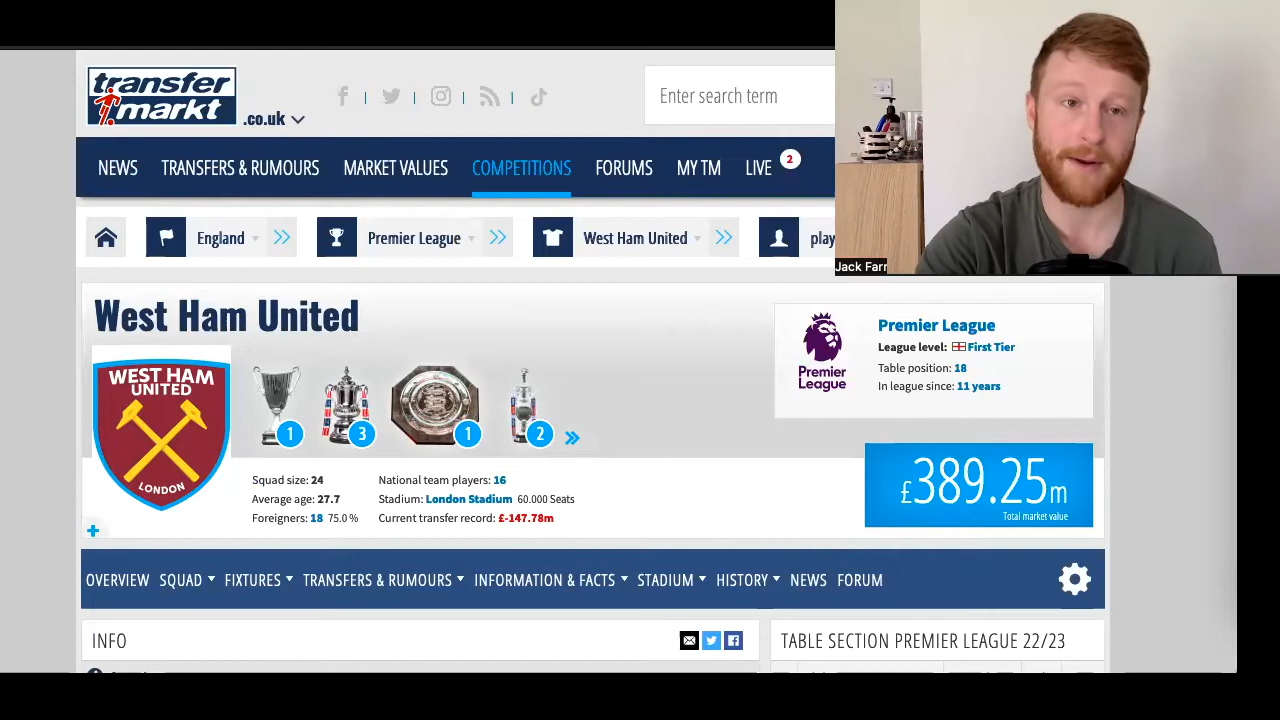 transfer
markt
.co.uk
Enter search term
NEWS TRANSFERS & RUMOURS MARKET VALUES COMPETITIONS FORUMS MY TM LIVE 2
England Premier League West Ham United play
Jack Farr
West Ham United
WEST HAM
UNITED
LONDON
1 3 1 2
Squad size: 24
Average age: 27.7
Foreigners: 18 75.0 %
National team players: 16
Stadium: London Stadium 60.000 Seats
Current transfer record: £-147.78m
Premier
League
Premier League
League level: First Tier
Table position: 18
In league since: 11 years
£389.25m
Total market value
OVERVIEW SQUAD FIXTURES TRANSFERS & RUMOURS INFORMATION & FACTS STADIUM HISTORY NEWS FORUM
INFO
TABLE SECTION PREMIER LEAGUE 22/23